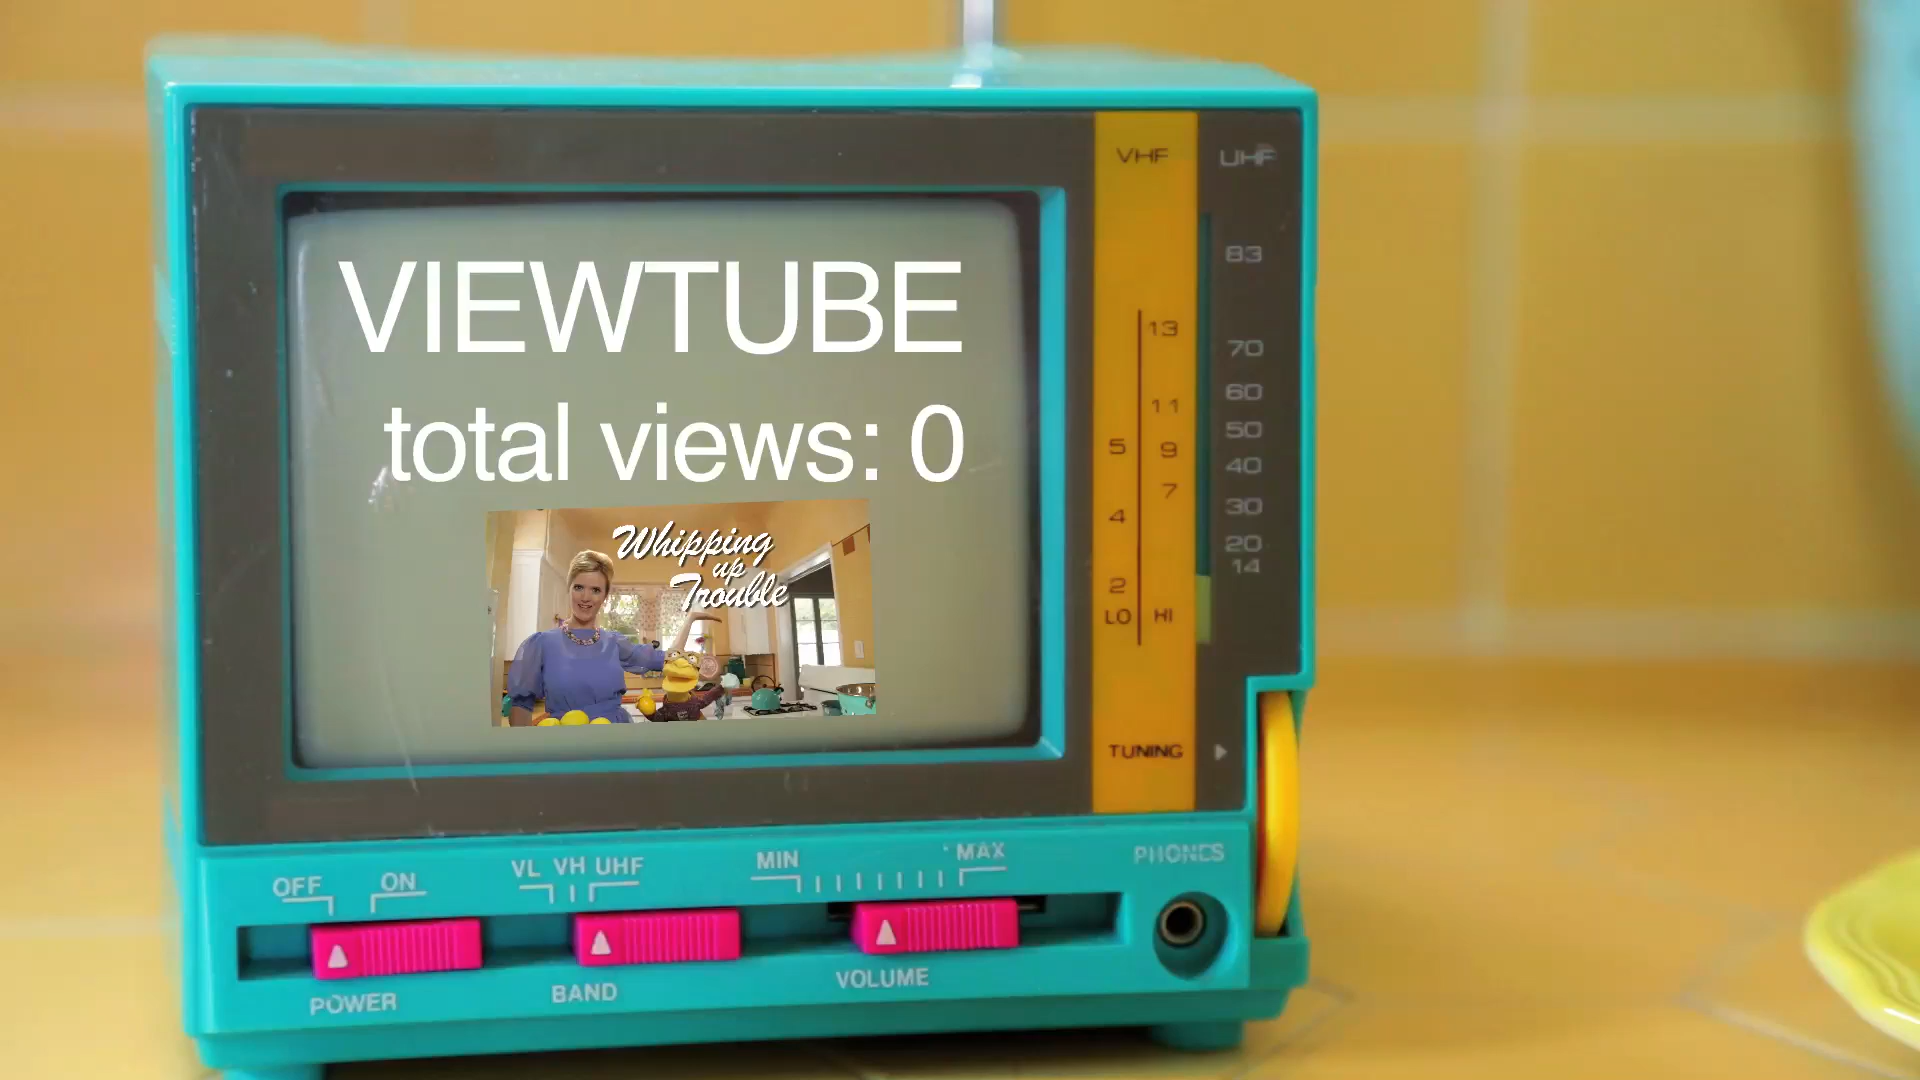 VIEWTUBE
total views: 0
Whipping
up
Trouble
VHF
UHF
83
13
70
60
11
50
5
9
40
7
4
30
20
14
2
LO
HI
TUNING
OFF
ON
VL VH UHF
MIN
MAX
PHONES
POWER
BAND
VOLUME